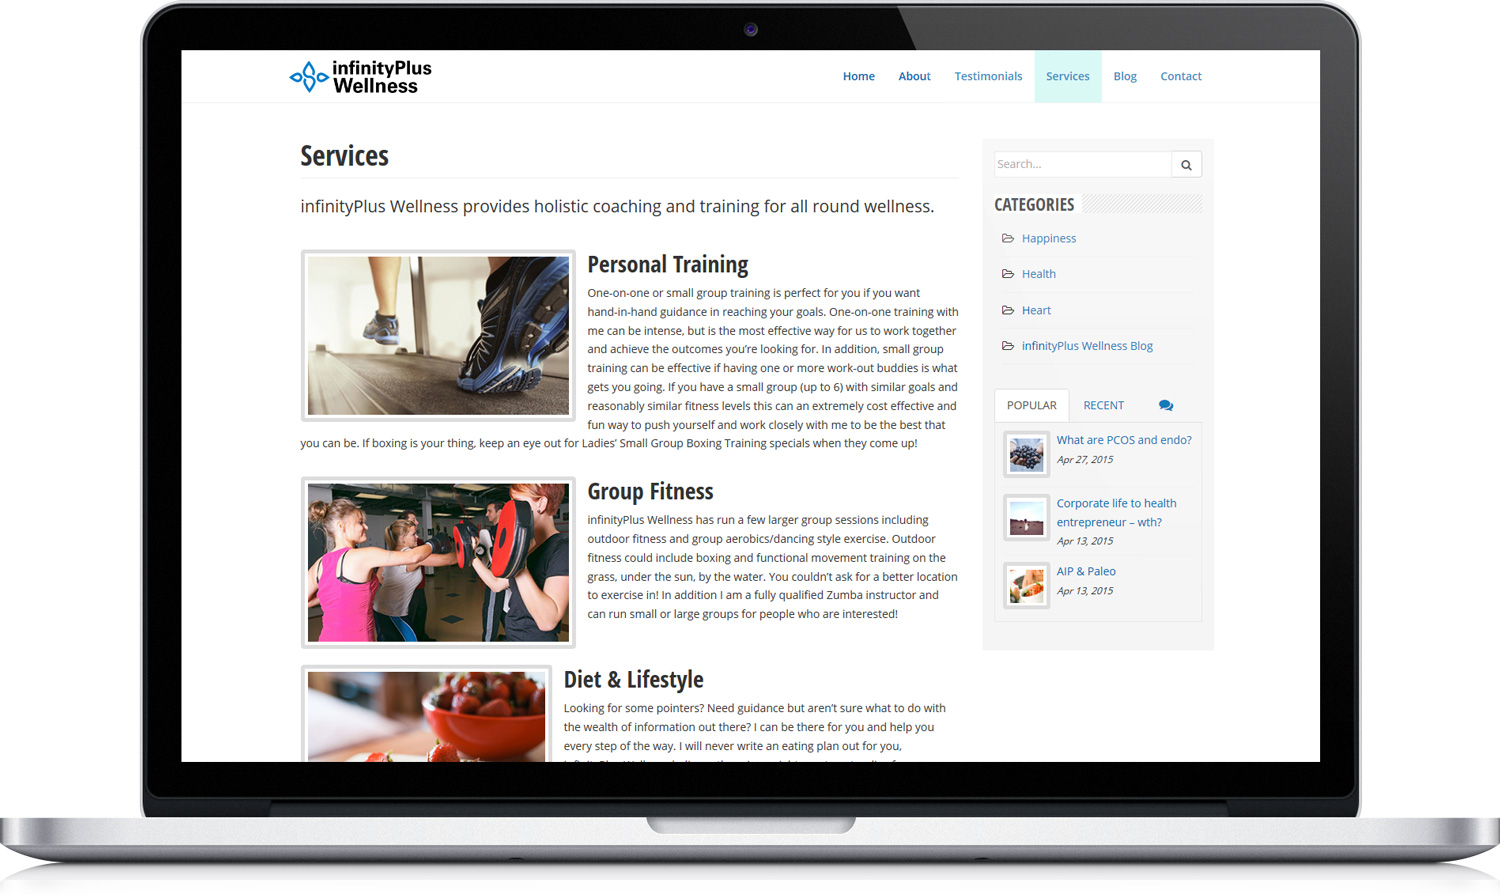 infinityPlus
Wellness
Home About Testimonials Services Blog Contact
Services
infinityPlus Wellness provides holistic coaching and training for all round wellness.
Personal Training
One-on-one or small group training is perfect for you if you want
hand-in-hand guidance in reaching your goals. One-on-one training with
me can be intense, but is the most effective way for us to work together
and achieve the outcomes you’re looking for. In addition, small group
training can be effective if having one or more work-out buddies is what
gets you going. If you have a small group (up to 6) with similar goals and
reasonably similar fitness levels this can an extremely cost effective and
fun way to push yourself and work closely with me to be the best that
you can be. If boxing is your thing, keep an eye out for Ladies’ Small Group Boxing Training specials when they come up!
Group Fitness
infinityPlus Wellness has run a few larger group sessions including
outdoor fitness and group aerobics/dancing style exercise. Outdoor
fitness could include boxing and functional movement training on the
grass, under the sun, by the water. You couldn’t ask for a better location
to exercise in! In addition I am a fully qualified Zumba instructor and
can run small or large groups for people who are interested!
Diet & Lifestyle
Looking for some pointers? Need guidance but aren’t sure what to do with
the wealth of information out there? I can be there for you and help you
every step of the way. I will never write an eating plan out for you,
Search...
CATEGORIES
Happiness
Health
Heart
infinityPlus Wellness Blog
POPULAR RECENT
What are PCOS and endo?
Apr 27, 2015
Corporate life to health
entrepreneur – wth?
Apr 13, 2015
AIP & Paleo
Apr 13, 2015